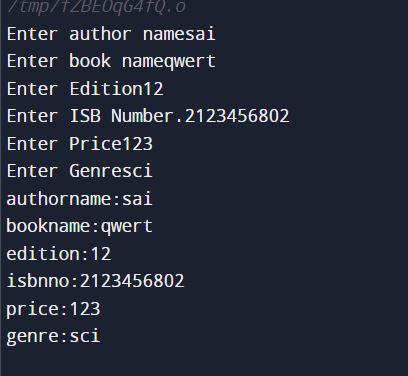 /tmp/fZBEOqG4fQ.o
Enter author namesai
Enter book nameqwert
Enter Edition12
Enter ISB Number.2123456802
Enter Price123
Enter Genresci
authorname:sai
bookname:qwert
edition:12
isbnno:2123456802
price:123
genre:sci